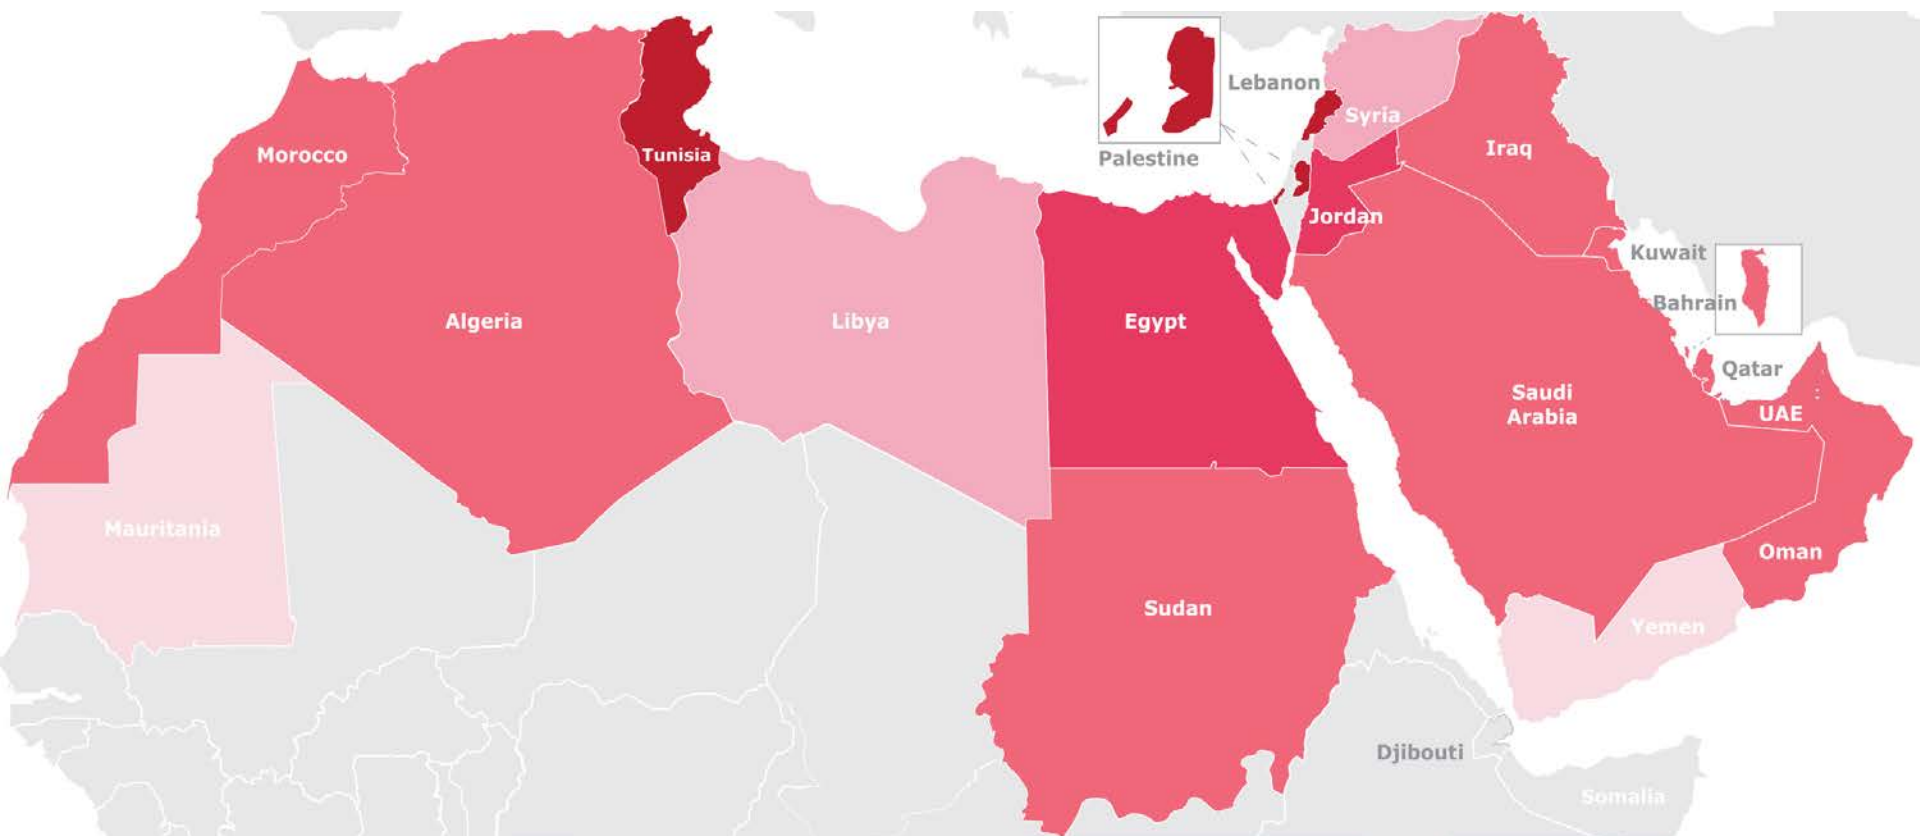 Lebanon
Syria
Morocco
Tunisia
Palestine
Iraq
Jordan
Kuwait
Bahrain
Algeria
Libya
Egypt
Qatar
Saudi
Arabia
UAE
Mauritania
Oman
Sudan
Yemen
Djibouti
Somalia